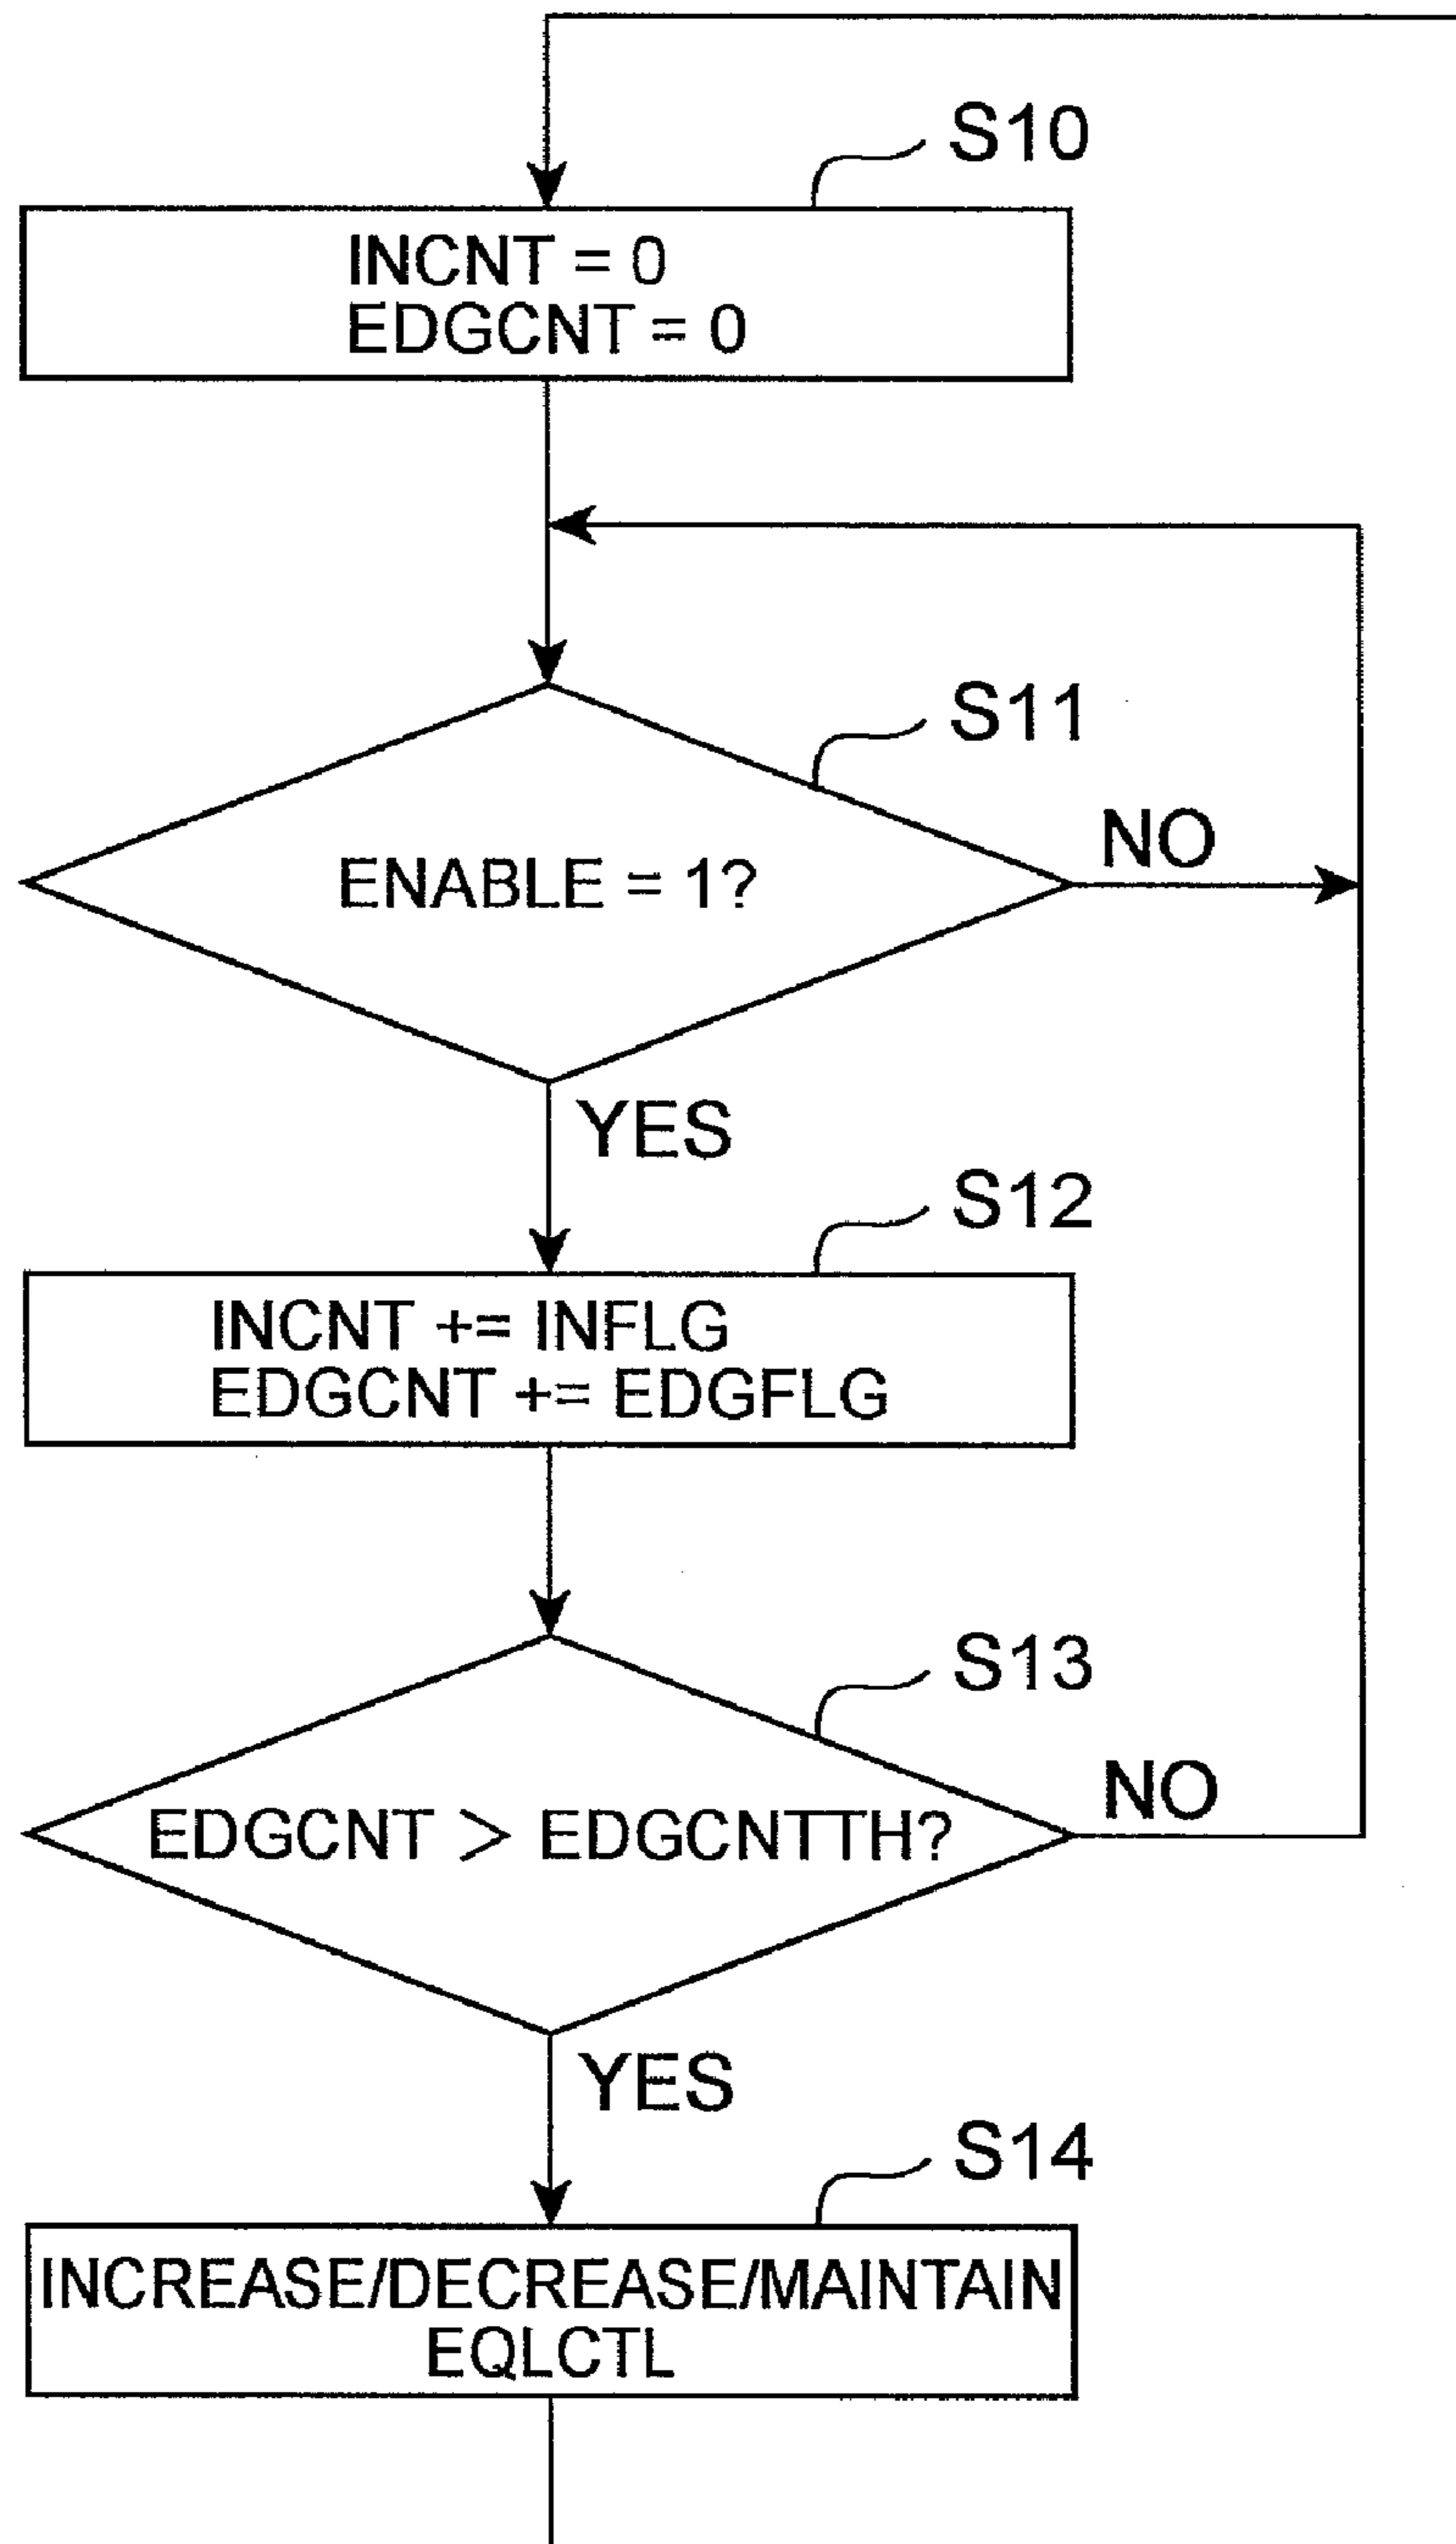 S10
INCNT = 0
EDGCNT = 0
S11
ENABLE = 1?
NO
YES
S12
INCNT += INFLG
EDGCNT += EDGFLG
S13
EDGCNT > EDGCNTTH?
NO
YES
S14
INCREASE/DECREASE/MAINTAIN
EQLCTL